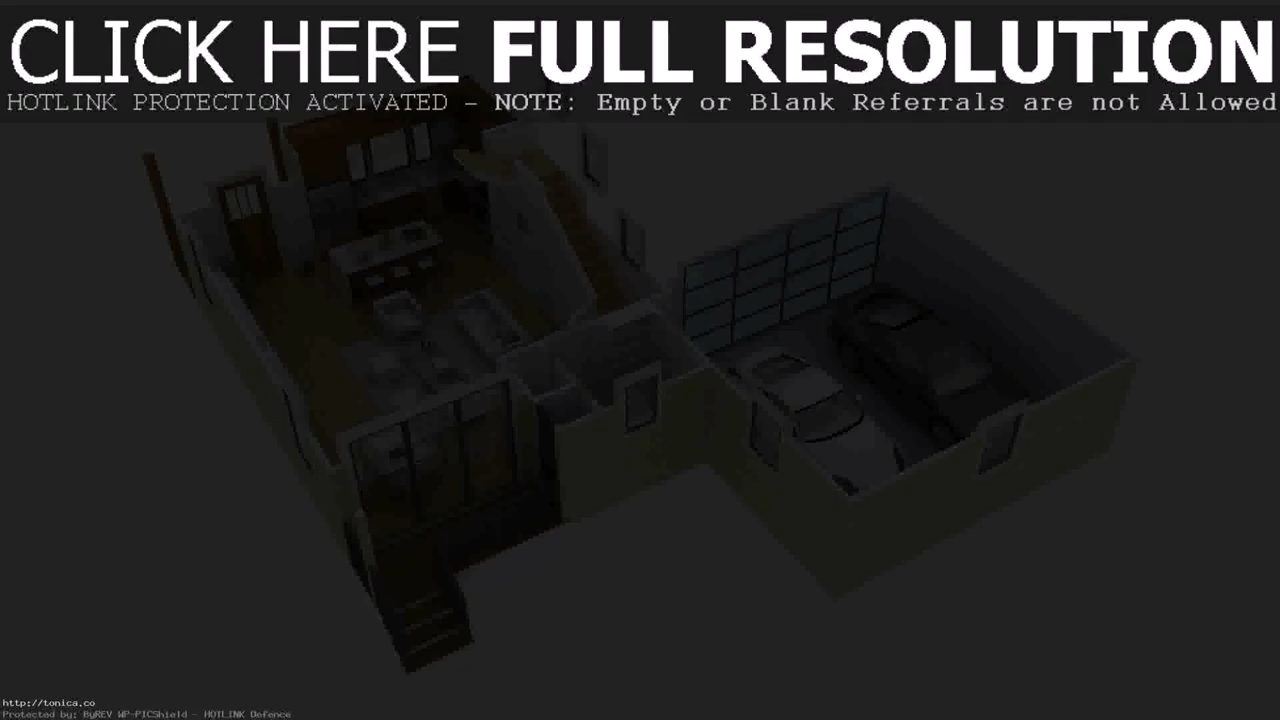 CLICK HERE FULL RESOLUTION
HOTLINK PROTECTION ACTIVATED – NOTE: Empty or Blank Referrals are not Allowed
http://tonica.co
Protected by: ByREV WP-PICShield - HOTLINK Defence